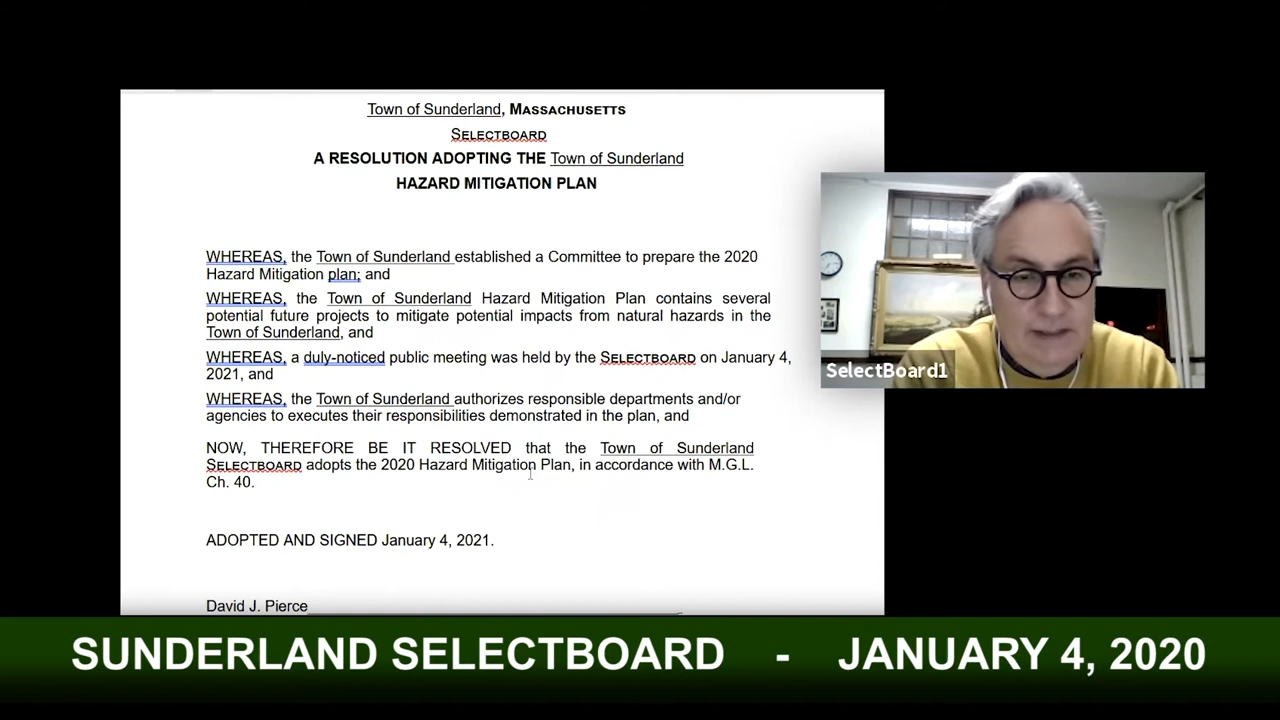 Town of Sunderland, MASSACHUSETTS
SELECTBOARD
A RESOLUTION ADOPTING THE Town of Sunderland
HAZARD MITIGATION PLAN
WHEREAS, the Town of Sunderland established a Committee to prepare the 2020
Hazard Mitigation plan; and
WHEREAS, the Town of Sunderland Hazard Mitigation Plan contains several
potential future projects to mitigate potential impacts from natural hazards in the
Town of Sunderland, and
WHEREAS, a duly-noticed public meeting was held by the SELECTBOARD on January 4,
2021, and
WHEREAS, the Town of Sunderland authorizes responsible departments and/or
agencies to executes their responsibilities demonstrated in the plan, and
NOW, THEREFORE BE IT RESOLVED that the Town of Sunderland
SELECTBOARD adopts the 2020 Hazard Mitigation Plan, in accordance with M.G.L.
Ch. 40.
ADOPTED AND SIGNED January 4, 2021.
David J. Pierce
SelectBoard1
SUNDERLAND SELECTBOARD - JANUARY 4, 2020